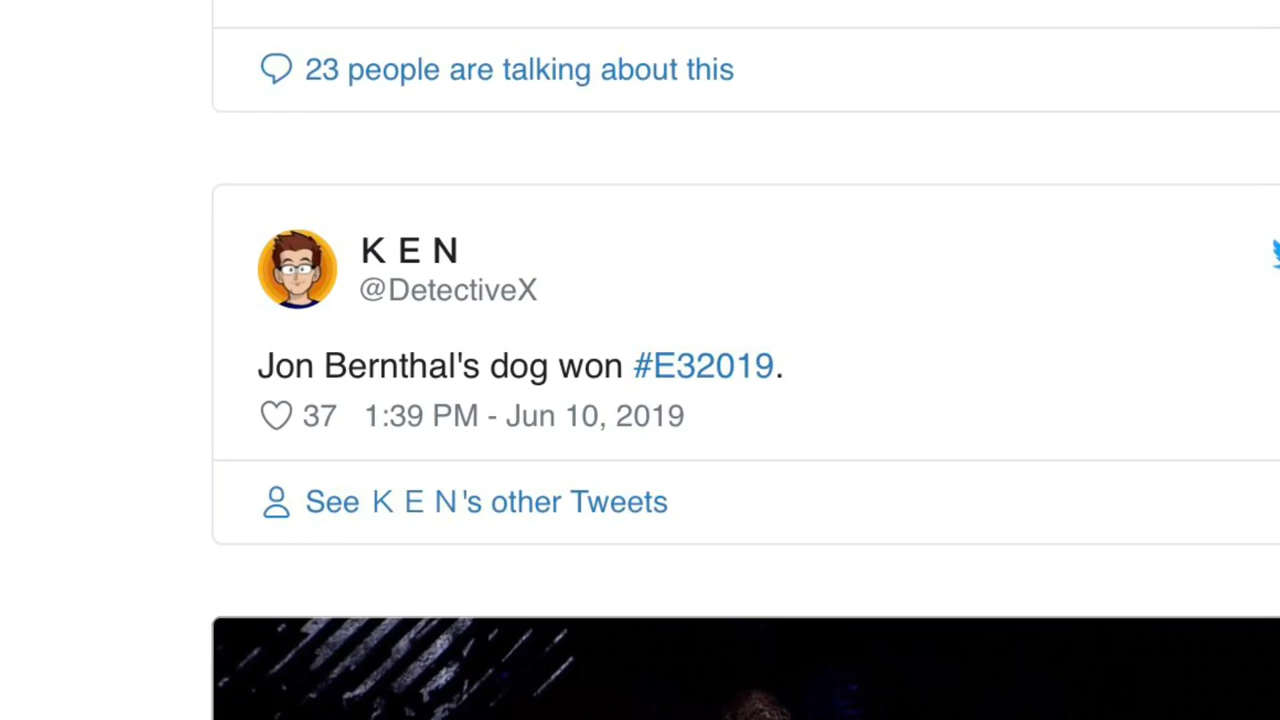 23 people are talking about this
K E N
@DetectiveX
Jon Bernthal's dog won #E32019.
37 1:39 PM - Jun 10, 2019
See K E N's other Tweets